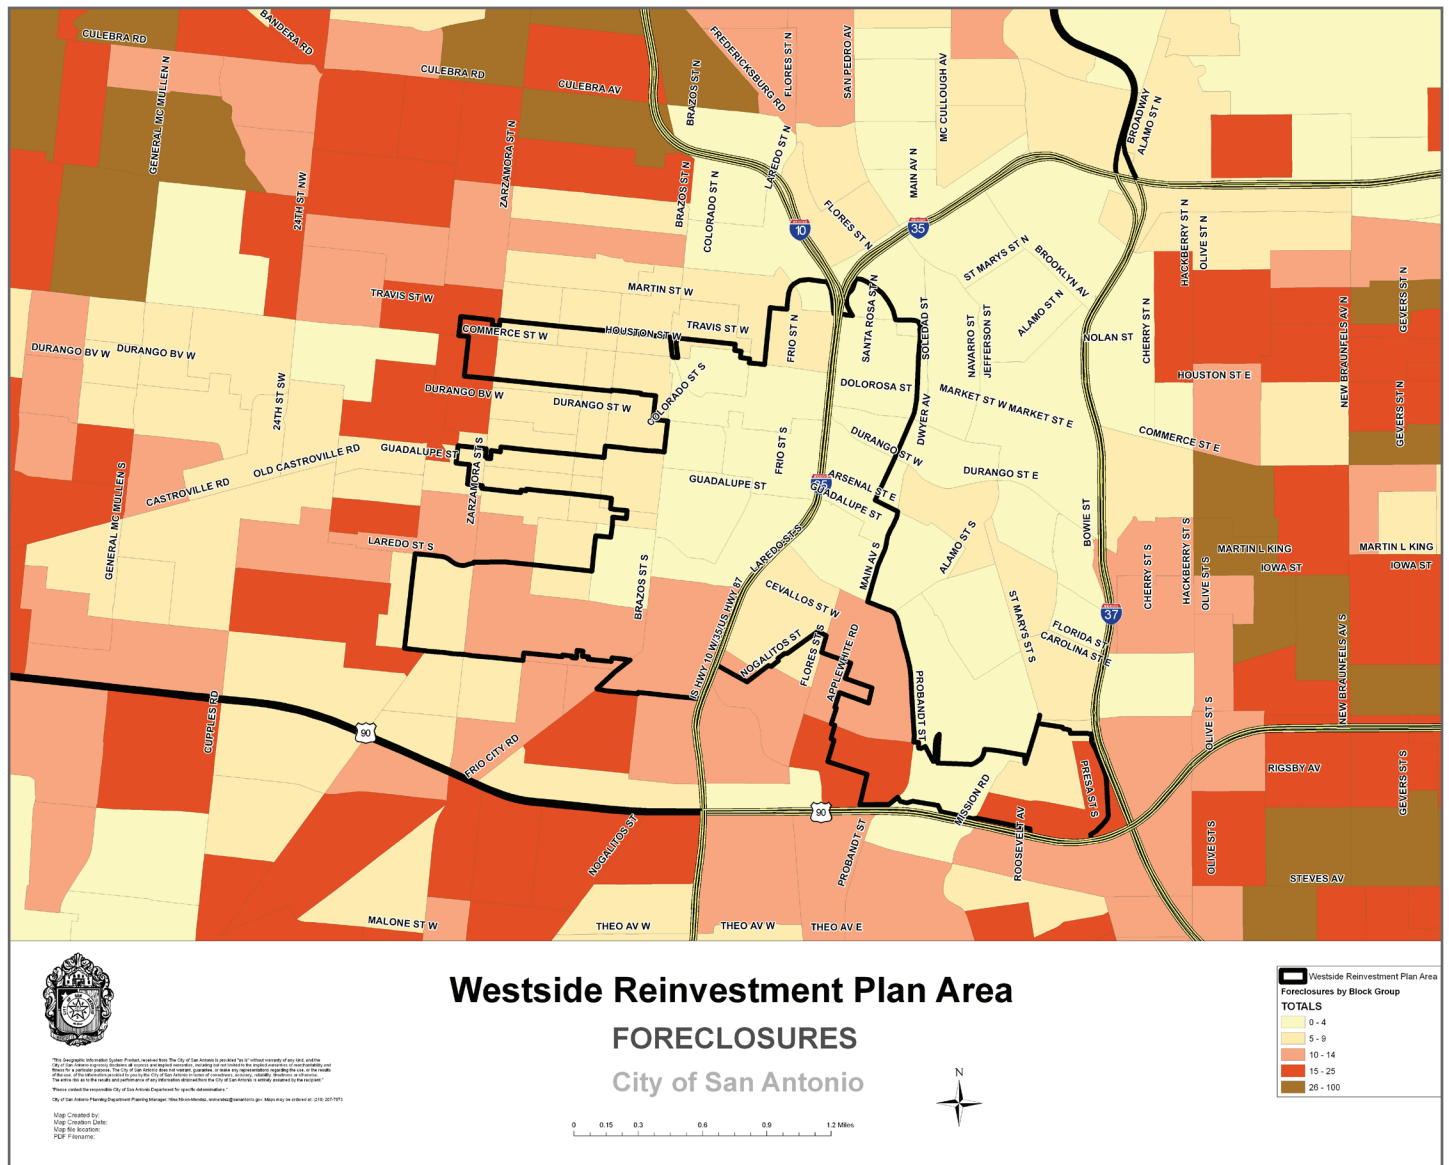 CULEBRA RD
BANDERA RD
GENERAL MC MULLEN N
CULEBRA RD
CULEBRA AV
BRAZOS ST N
FREDERICKSBURG RD
FLORES ST N
SAN PEDRO AV
MC CULLOUGH AV
BROADWAY
ALAMO ST N
24TH ST NW
ZARZAMORA ST N
BRAZOS ST N
COLORADO ST N
LAREDO ST N
MAIN AV N
10
FLORES ST N
35
ST MARYS ST N
BROOKLYN AV
HACKBERRY ST N
OLIVE ST N
TRAVIS ST W
MARTIN ST W
SANTA ROSA ST N
ALAMO ST N
GEVERS ST N
COMMERCE ST W
HOUSTON ST W
TRAVIS ST W
FRIO ST N
SOLEDAD ST
NAVARRO ST
JEFFERSON ST
NOLAN ST
CHERRY ST N
NEW BRAUNFELS AV N
DURANGO BV W
DURANGO BV W
24TH ST SW
DURANGO BV W
DURANGO ST W
COLORADO ST S
DOLOROSA ST
DWYER AV
MARKET ST W
MARKET ST E
HOUSTON ST E
GEVERS ST N
COMMERCE ST E
GENERAL MC MULLEN S
CASTROVILLE RD
OLD CASTROVILLE RD
GUADALUPE ST
ZARZAMORA ST S
GUADALUPE ST
FRIO ST S
DURANGO ST W
DURANGO ST E
35
ARSENAL ST E
GUADALUPE ST
BOWIE ST
LAREDO ST S
BRAZOS ST S
LAREDO ST S
MAIN AV S
ALAMO ST S
CHERRY ST S
HACKBERRY ST S
OLIVE ST S
MARTIN L KING
IOWA ST
MARTIN L KING
IOWA ST
IS HWY 10 W/35/US HWY 87
CEVALLOS ST W
NOGALITOS ST
FLORES ST S
APPLEWHITE RD
ST MARYS ST S
FLORIDA ST
CAROLINA ST E
37
NEW BRAUNFELS AV S
CUPPLES RD
90
FRIO CITY RD
PROBANDT ST
OLIVE ST S
RIGSBY AV
GEVERS ST S
NOGALITOS ST
90
MISSION RD
PRESA ST S
ROOSEVELT AV
PROBANDT ST
OLIVE ST S
STEVES AV
MALONE ST W
THEO AV W
THEO AV W
THEO AV E
Westside Reinvestment Plan Area
FORECLOSURES
City of San Antonio
Map Created by:
Map Creation Date:
Map file location:
PDF Filename:
0 0.15 0.3 0.6 0.9 1.2 Miles
N
Westside Reinvestment Plan Area
Foreclosures by Block Group
TOTALS
0 - 4
5 - 9
10 - 14
15 - 25
26 - 100